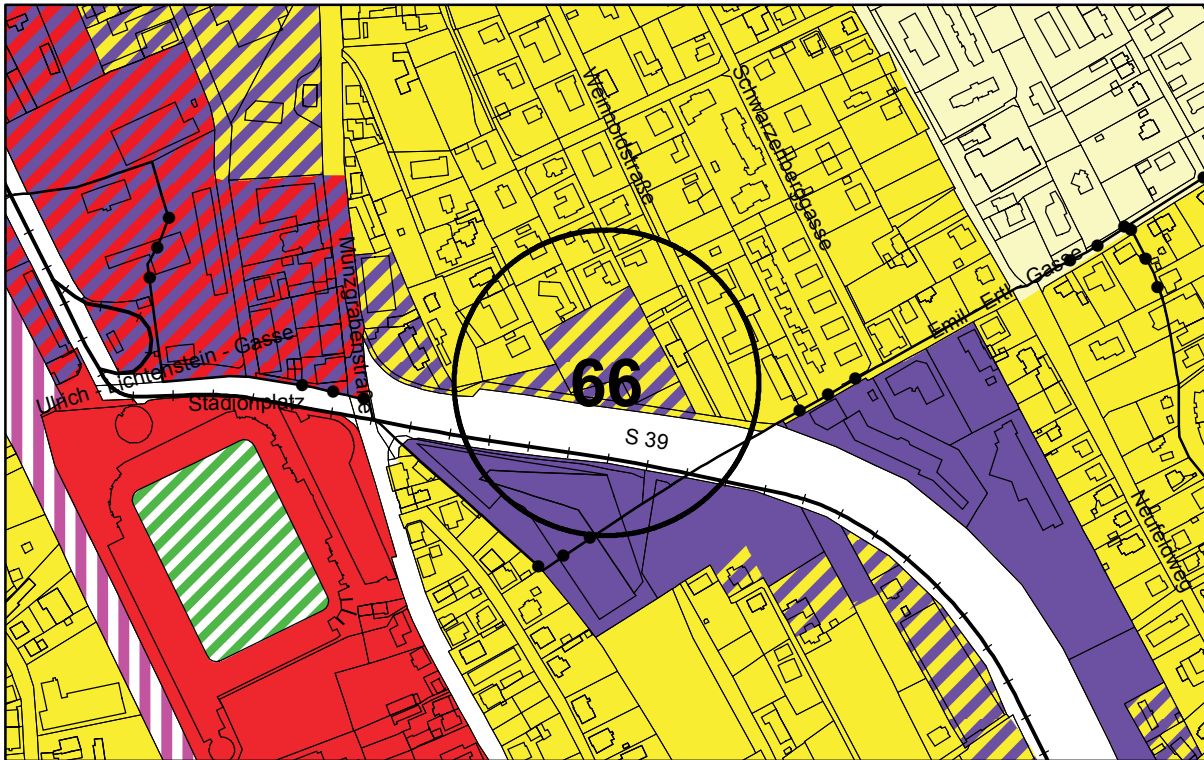 Weinholdstraße
Schwarzenberggasse
Münzgrabenstraße
Emil - Ertl - Gasse
Ulrich - Lichtenstein - Gasse
Stadionplatz
66
S 39
Neufeldweg